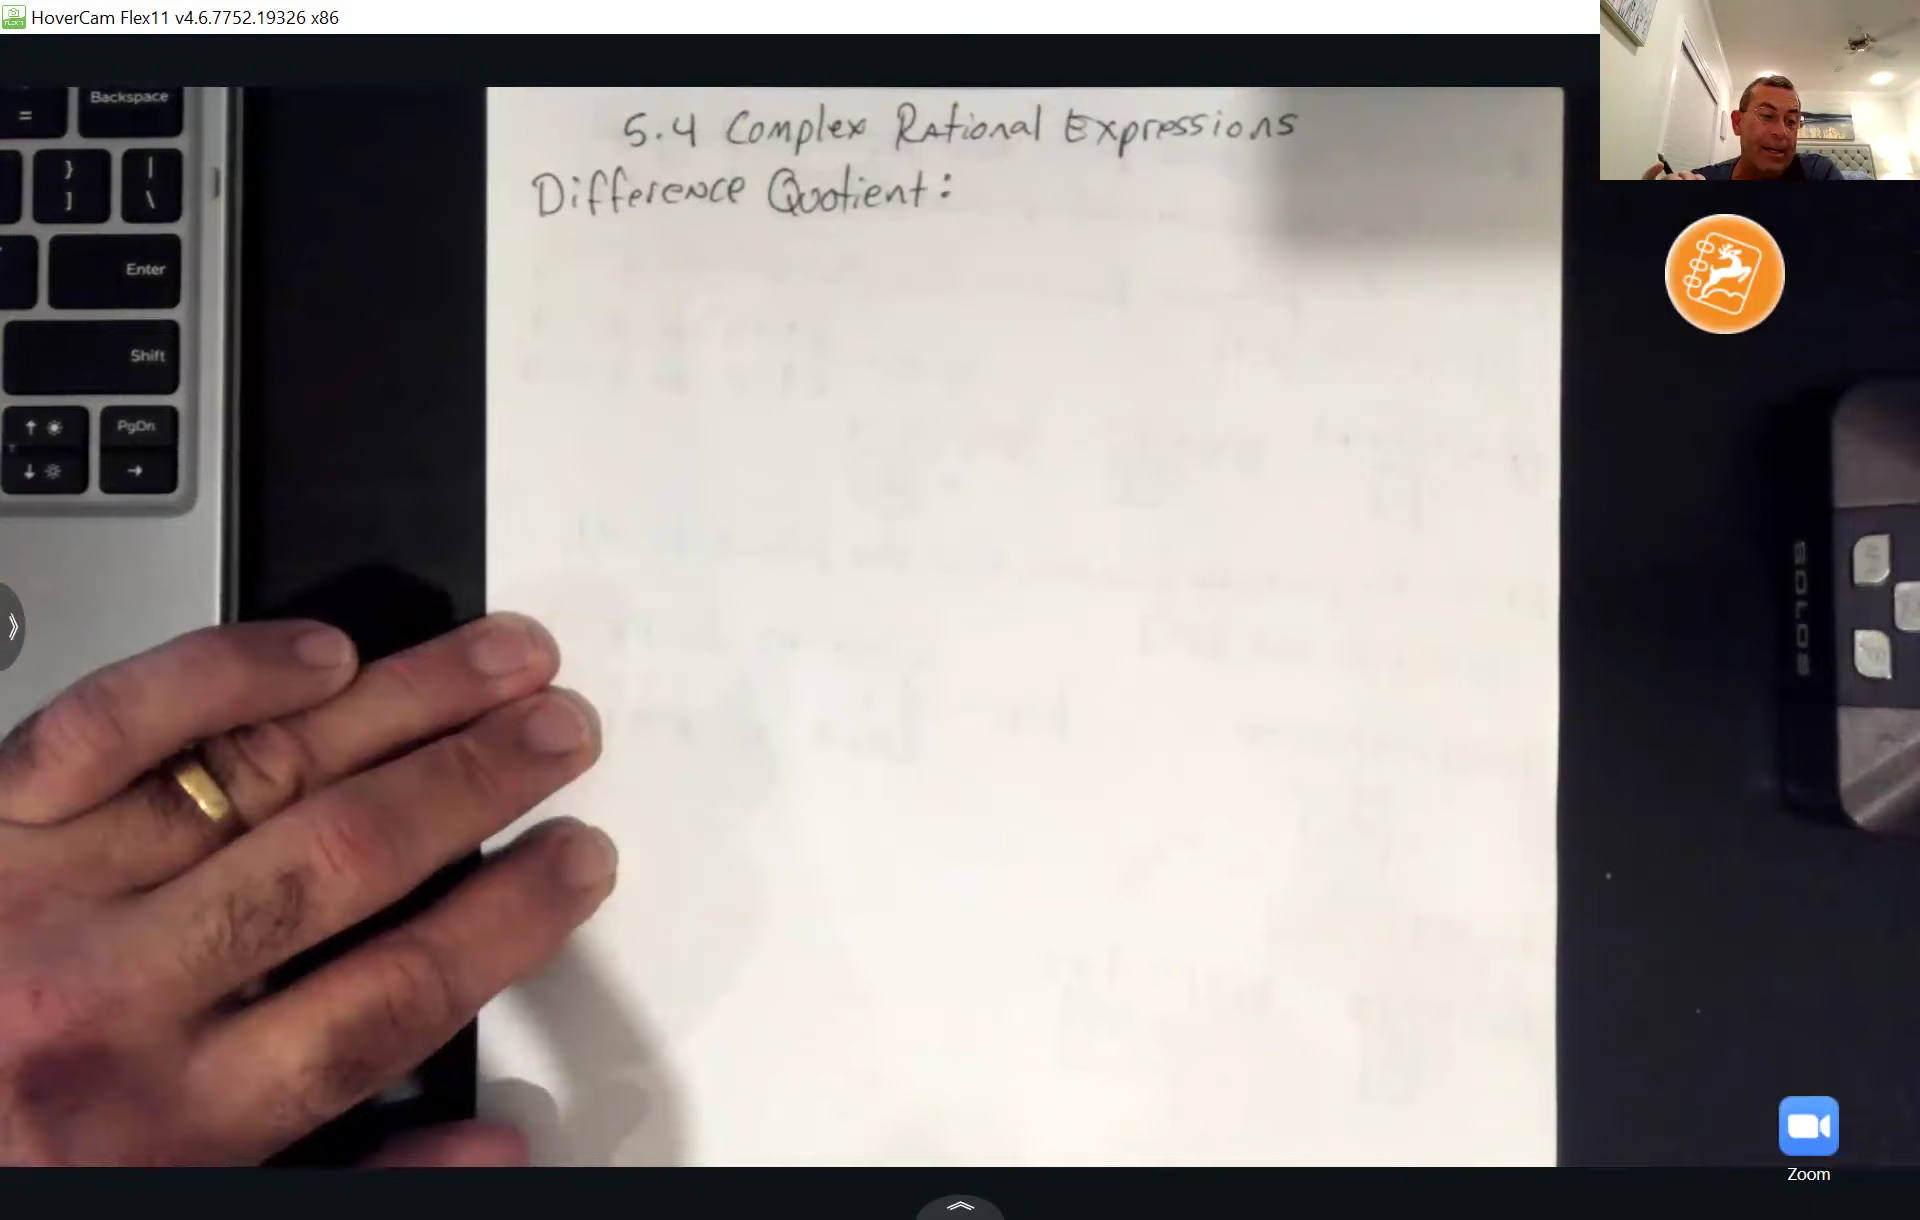 HoverCam Flex11 v4.6.7752.19326 x86
=
Backspace
}
]
|
\
Enter
Shift
↑
PgDn
↓
→
5.4 Complex Rational Expressions
Difference Quotient:
SOLOS
Zoom